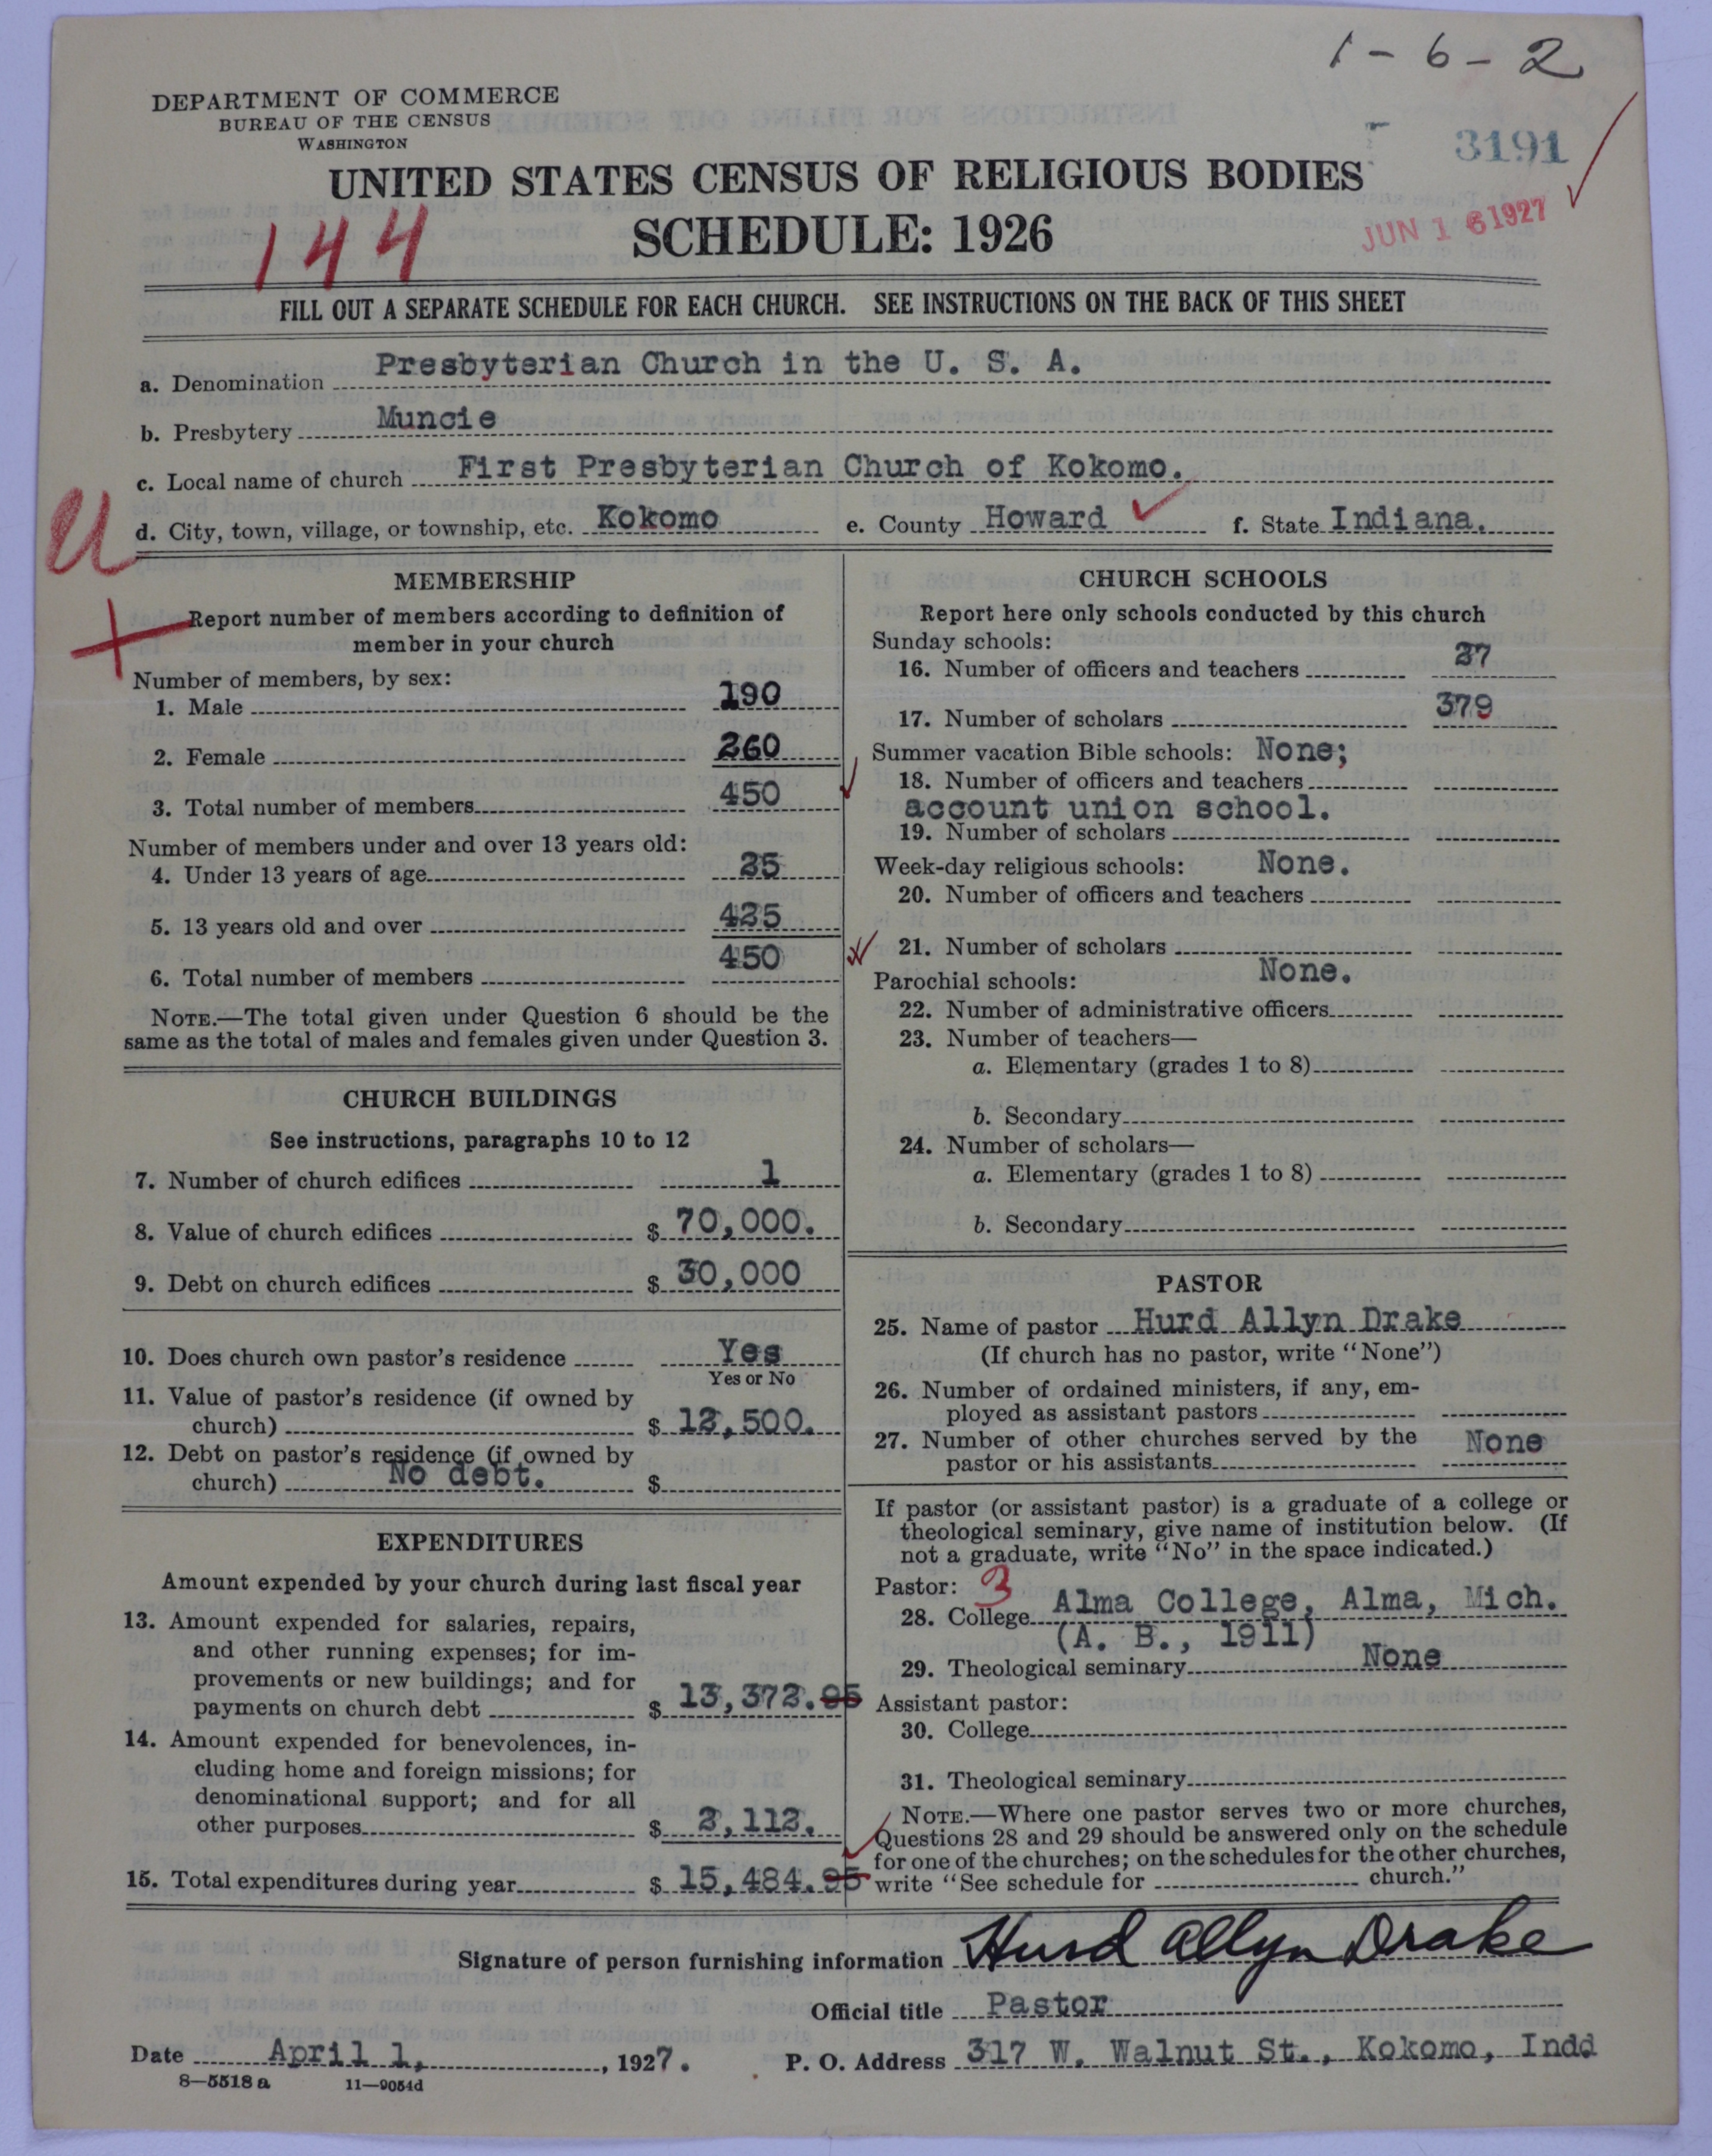 1-6-2
DEPARTMENT OF COMMERCE
BUREAU OF THE CENSUS
WASHINGTON
3191
UNITED STATES CENSUS OF RELIGIOUS BODIES
SCHEDULE: 1926
JUN 16 1927
144
FILL OUT A SEPARATE SCHEDULE FOR EACH CHURCH. SEE INSTRUCTIONS ON THE BACK OF THIS SHEET
a. Denomination Presbyterian Church in the U. S. A.
b. Presbytery Muncie
c. Local name of church First Presbyterian Church of Kokomo.
d. City, town, village, or township, etc. Kokomo e. County Howard f. State Indiana.
MEMBERSHIP
Report number of members according to definition of
member in your church
Number of members, by sex:
1. Male 190
2. Female 260
3. Total number of members 450
Number of members under and over 13 years old:
4. Under 13 years of age 25
5. 13 years old and over 425
6. Total number of members 450
NOTE.—The total given under Question 6 should be the
same as the total of males and females given under Question 3.
CHURCH BUILDINGS
See instructions, paragraphs 10 to 12
7. Number of church edifices 1
8. Value of church edifices $ 70,000.
9. Debt on church edifices $ 30,000
10. Does church own pastor's residence Yes
Yes or No
11. Value of pastor's residence (if owned by
church) $ 12,500.
12. Debt on pastor's residence (if owned by
church) No debt. $
EXPENDITURES
Amount expended by your church during last fiscal year
13. Amount expended for salaries, repairs,
and other running expenses; for im-
provements or new buildings; and for
payments on church debt $ 13,372.95
14. Amount expended for benevolences, in-
cluding home and foreign missions; for
denominational support; and for all
other purposes $ 2,112.
15. Total expenditures during year $ 15,484.95
CHURCH SCHOOLS
Report here only schools conducted by this church
Sunday schools:
16. Number of officers and teachers 27
17. Number of scholars 379
Summer vacation Bible schools: None;
18. Number of officers and teachers
account union school.
19. Number of scholars
Week-day religious schools: None.
20. Number of officers and teachers
21. Number of scholars
Parochial schools: None.
22. Number of administrative officers
23. Number of teachers—
a. Elementary (grades 1 to 8)
b. Secondary
24. Number of scholars—
a. Elementary (grades 1 to 8)
b. Secondary
PASTOR
25. Name of pastor Hurd Allyn Drake
(If church has no pastor, write "None")
26. Number of ordained ministers, if any, em-
ployed as assistant pastors
27. Number of other churches served by the
pastor or his assistants None
If pastor (or assistant pastor) is a graduate of a college or
theological seminary, give name of institution below. (If
not a graduate, write "No" in the space indicated.)
Pastor: 3
28. College Alma College, Alma, Mich.
(A. B., 1911)
29. Theological seminary None
Assistant pastor:
30. College
31. Theological seminary
NOTE.—Where one pastor serves two or more churches,
Questions 28 and 29 should be answered only on the schedule
for one of the churches; on the schedules for the other churches,
write "See schedule for church."
Signature of person furnishing information Hurd Allyn Drake
Official title Pastor
Date April 1, 1927. P. O. Address 317 W. Walnut St., Kokomo, Indd
8—5518 a 11—9054d